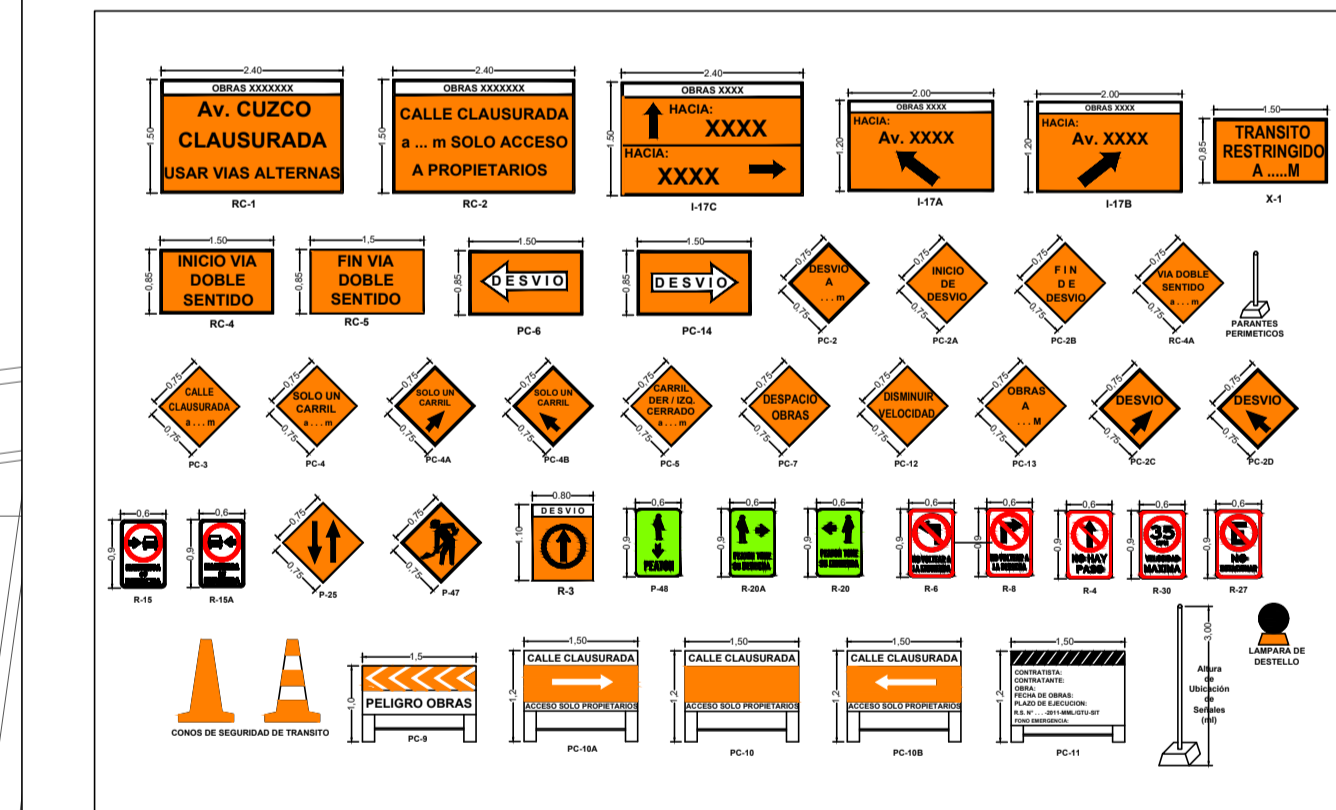 2.40
OBRAS XXXXXXX
1.50
Av. CUZCO
CLAUSURADA
USAR VIAS ALTERNAS
RC-1
2.40
OBRAS XXXXXXX
1.50
CALLE CLAUSURADA
a ... m SOLO ACCESO
A PROPIETARIOS
RC-2
2.40
OBRAS XXXX
1.50
HACIA:
XXXX
HACIA:
XXXX
I-17C
2.00
OBRAS XXXX
1.20
HACIA:
Av. XXXX
I-17A
2.00
OBRAS XXXX
1.20
HACIA:
Av. XXXX
I-17B
1.50
0.85
TRANSITO
RESTRINGIDO
A .....M
X-1
1.50
0,85
INICIO VIA
DOBLE
SENTIDO
RC-4
1,5
0,85
FIN VIA
DOBLE
SENTIDO
RC-5
1.50
0,85
DESVIO
PC-6
1.50
0,85
DESVIO
PC-14
0,75
DESVIO
A
. . . m
0,75
PC-2
0,75
INICIO
DE
DESVIO
0,75
PC-2A
0,75
F I N
D E
DESVIO
0,75
PC-2B
0,75
VIA DOBLE
SENTIDO
a . . . m
0,75
RC-4A
PARANTES
PERIMETICOS
0,75
CALLE
CLAUSURADA
a . . . m
0,75
PC-3
0,75
SOLO UN
CARRIL
a . . . m
0,75
PC-4
0,75
SOLO UN
CARRIL
0,75
PC-4A
0,75
SOLO UN
CARRIL
0,75
PC-4B
0,75
CARRIL
DER / IZQ.
CERRADO
a . . . m
0,75
PC-5
0,75
DESPACIO
OBRAS
0,75
PC-7
0,75
DISMINUIR
VELOCIDAD
0,75
PC-12
0,75
OBRAS
A
. . . M
0,75
PC-13
0,75
DESVIO
0,75
PC-2C
0,75
DESVIO
0,75
PC-2D
0,6
0,9
R-15
0,6
0,9
R-15A
0,75
0,75
P-25
0,75
0,75
P-47
0.80
1.10
DESVIO
R-3
0,6
0,9
PEATON
P-48
0,6
0,9
R-20A
0,6
0,9
R-20
0,6
0,9
R-6
0,6
0,9
R-8
0,6
0,9
NO HAY
PASO
R-4
0,6
0,9
35
MAXIMA
R-30
0,6
0,9
E
NO
R-27
CONOS DE SEGURIDAD DE TRANSITO
1,5
1,0
PELIGRO OBRAS
PC-9
1,50
1,2
CALLE CLAUSURADA
ACCESO SOLO PROPIETARIOS
PC-10A
1,50
1,2
CALLE CLAUSURADA
ACCESO SOLO PROPIETARIOS
PC-10
1,50
1,2
CALLE CLAUSURADA
ACCESO SOLO PROPIETARIOS
PC-10B
1,50
1,2
CONTRATISTA:
CONTRATANTE:
OBRA:
FECHA DE OBRAS:
PLAZO DE EJECUCION:
R.S. N° . . . -2011-MML/GTU-SIT
FONO EMERGENCIA:
PC-11
3,00
Altura
de
Ubicación
de
Señales
(ml)
LAMPARA DE
DESTELLO